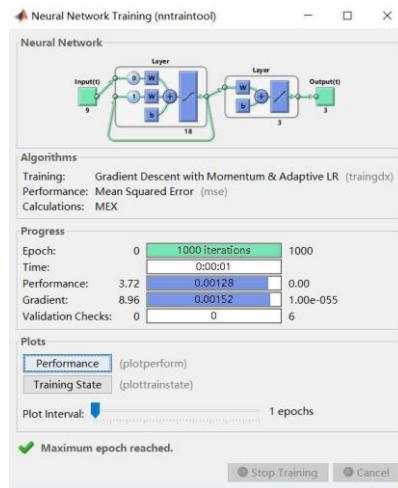 Neural Network Training (nntraintool)
Neural Network
Layer
Layer
Input(t)
Output(t)
0
W
1
W
b
W
b
9
18
3
3
Algorithms
Training: Gradient Descent with Momentum & Adaptive LR (traingdx)
Performance: Mean Squared Error (mse)
Calculations: MEX
Progress
Epoch: 0 1000 iterations 1000
Time: 0:00:01
Performance: 3.72 0.00128 0.00
Gradient: 8.96 0.00152 1.00e-055
Validation Checks: 0 0 6
Plots
Performance (plotperform)
Training State (plottrainstate)
Plot Interval: 1 epochs
Maximum epoch reached.
Stop Training Cancel